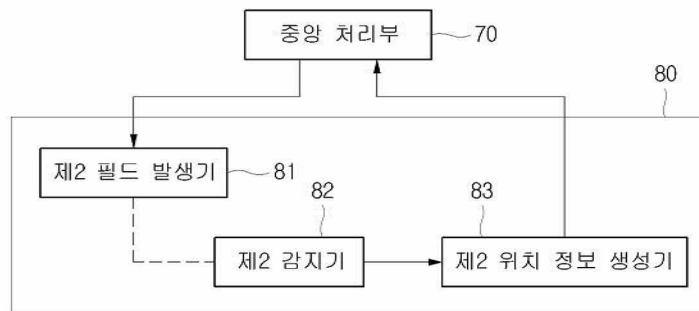 중앙 처리부
70
80
제2 필드 발생기
81
82
83
제2 감지기
제2 위치 정보 생성기